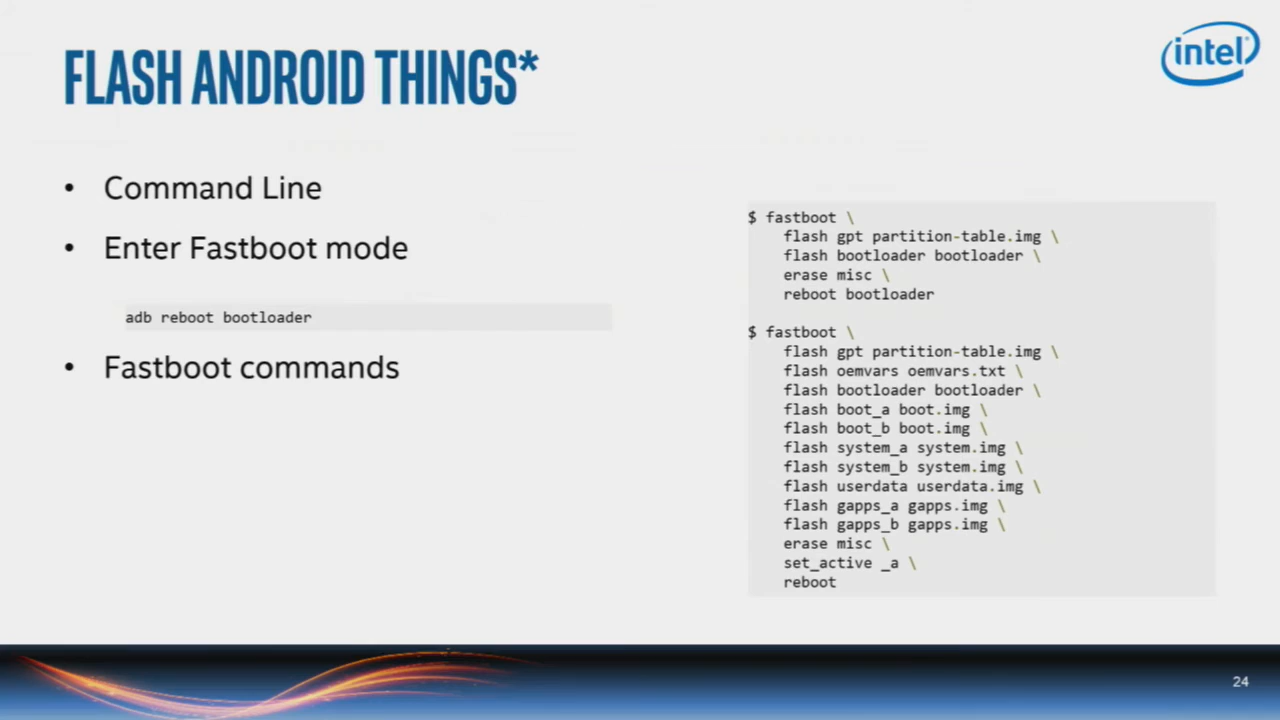 FLASH ANDROID THINGS*
intel
• Command Line
• Enter Fastboot mode
adb reboot bootloader
• Fastboot commands
$ fastboot \
flash gpt partition-table.img \
flash bootloader bootloader \
erase misc \
reboot bootloader
$ fastboot \
flash gpt partition-table.img \
flash oemvars oemvars.txt \
flash bootloader bootloader \
flash boot_a boot.img \
flash boot_b boot.img \
flash system_a system.img \
flash system_b system.img \
flash userdata userdata.img \
flash gapps_a gapps.img \
flash gapps_b gapps.img \
erase misc \
set_active _a \
reboot
24